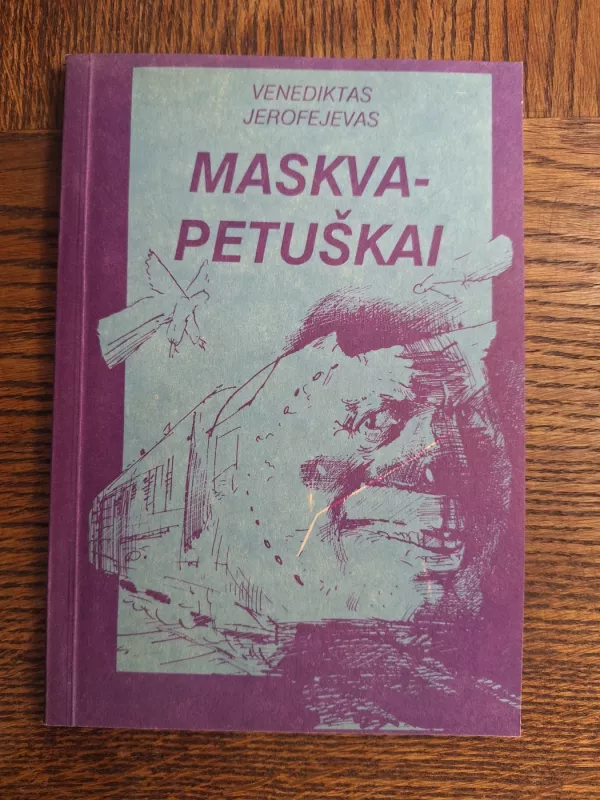 VENEDIKTAS
JEROFEJEVAS
MASKVA-
PETUŠKAI